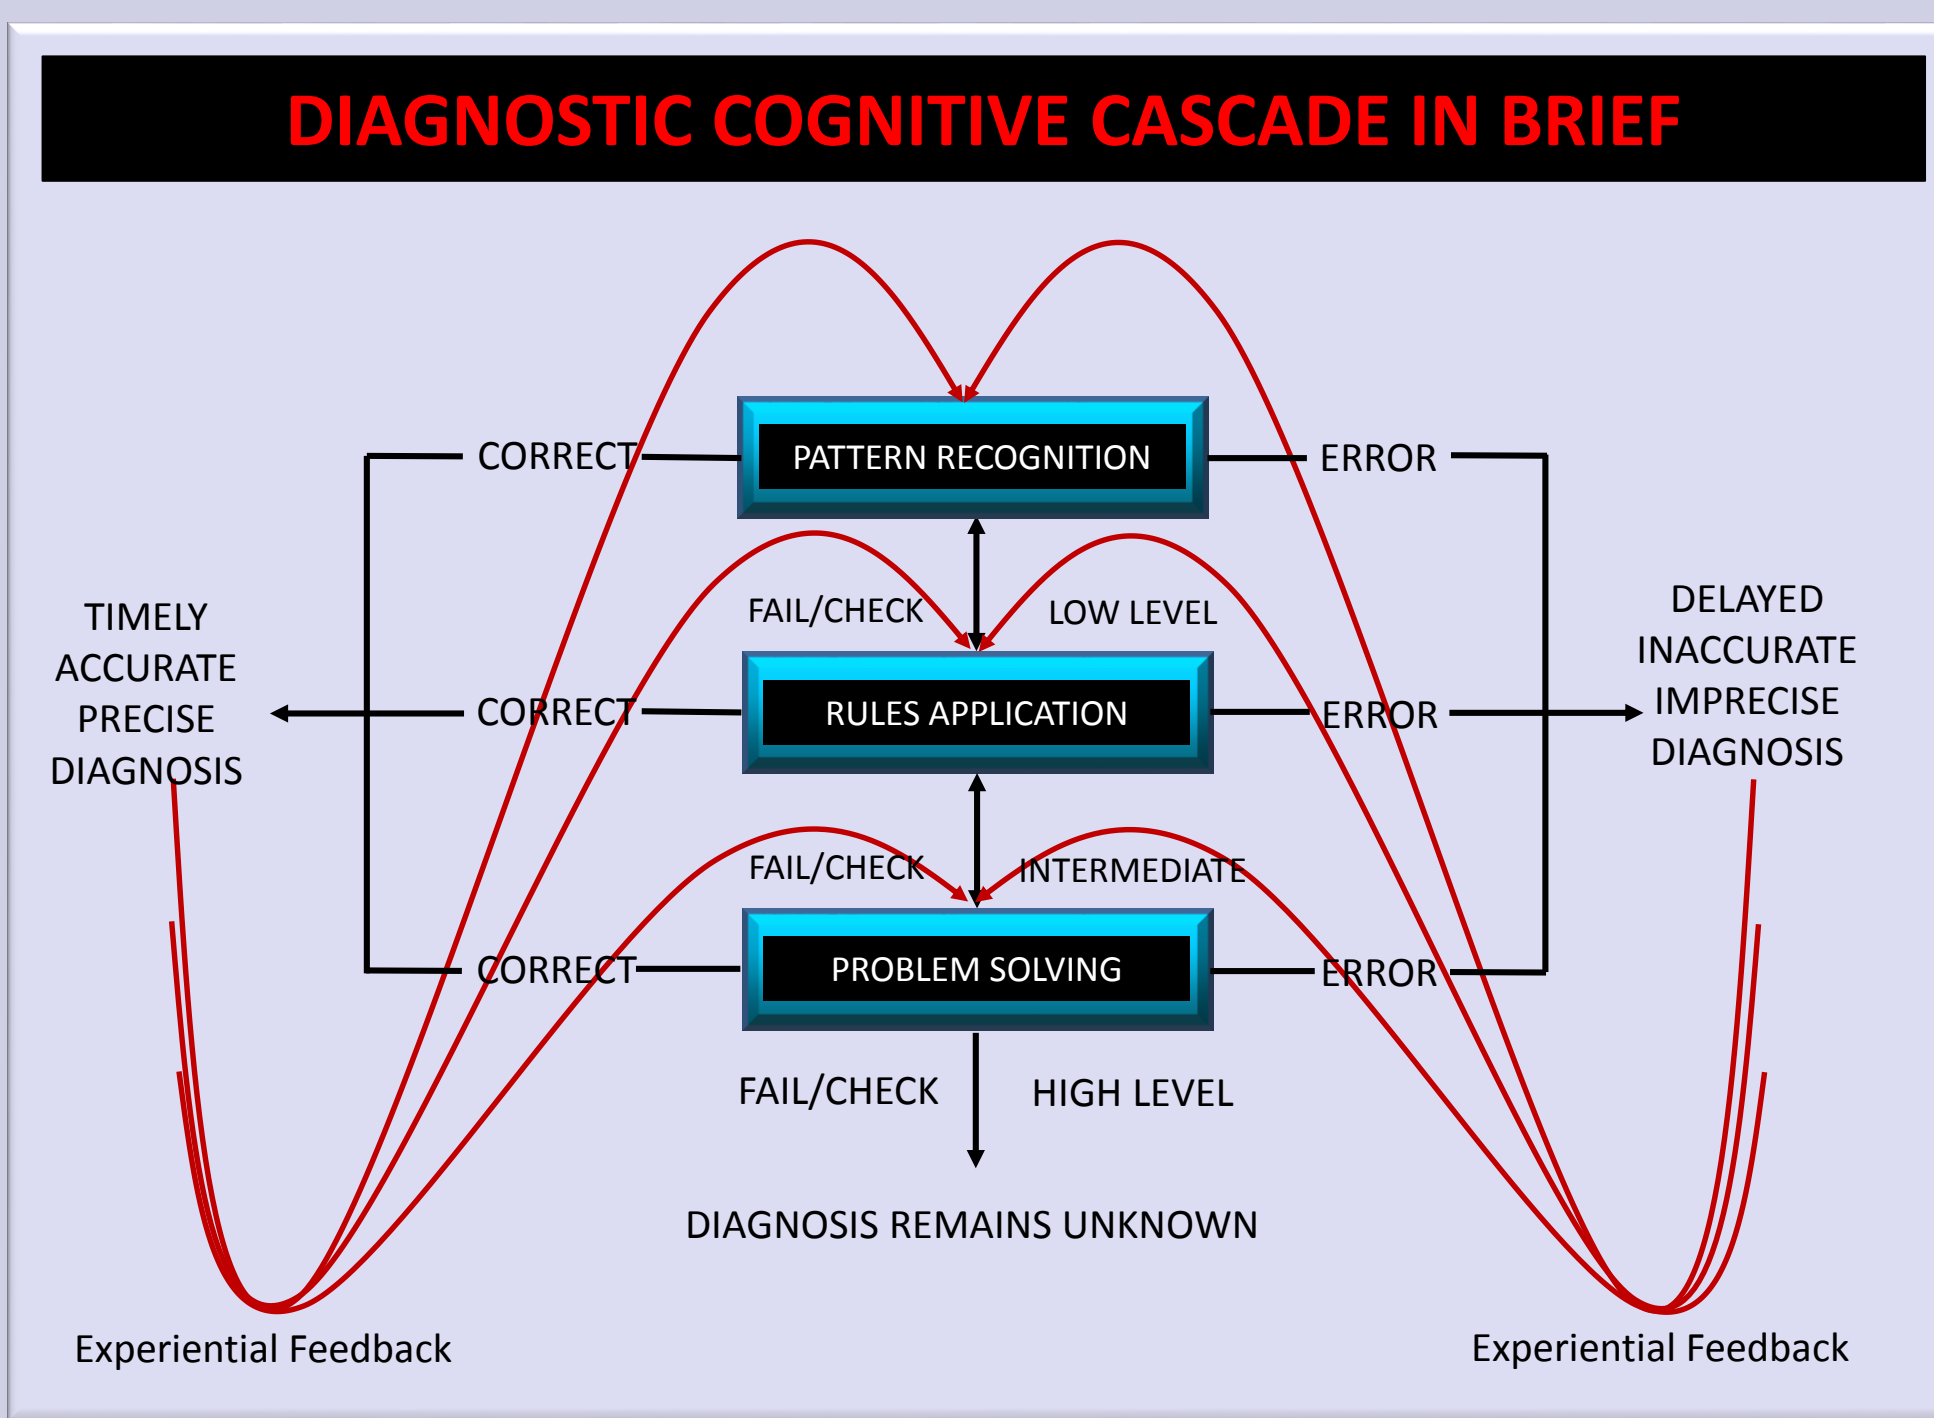 DIAGNOSTIC COGNITIVE CASCADE IN BRIEF
CORRECT
PATTERN RECOGNITION
ERROR
FAIL/CHECK
LOW LEVEL
TIMELY
ACCURATE
PRECISE
DIAGNOSIS
CORRECT
RULES APPLICATION
ERROR
DELAYED
INACCURATE
IMPRECISE
DIAGNOSIS
FAIL/CHECK
INTERMEDIATE
CORRECT
PROBLEM SOLVING
ERROR
FAIL/CHECK
HIGH LEVEL
DIAGNOSIS REMAINS UNKNOWN
Experiential Feedback
Experiential Feedback